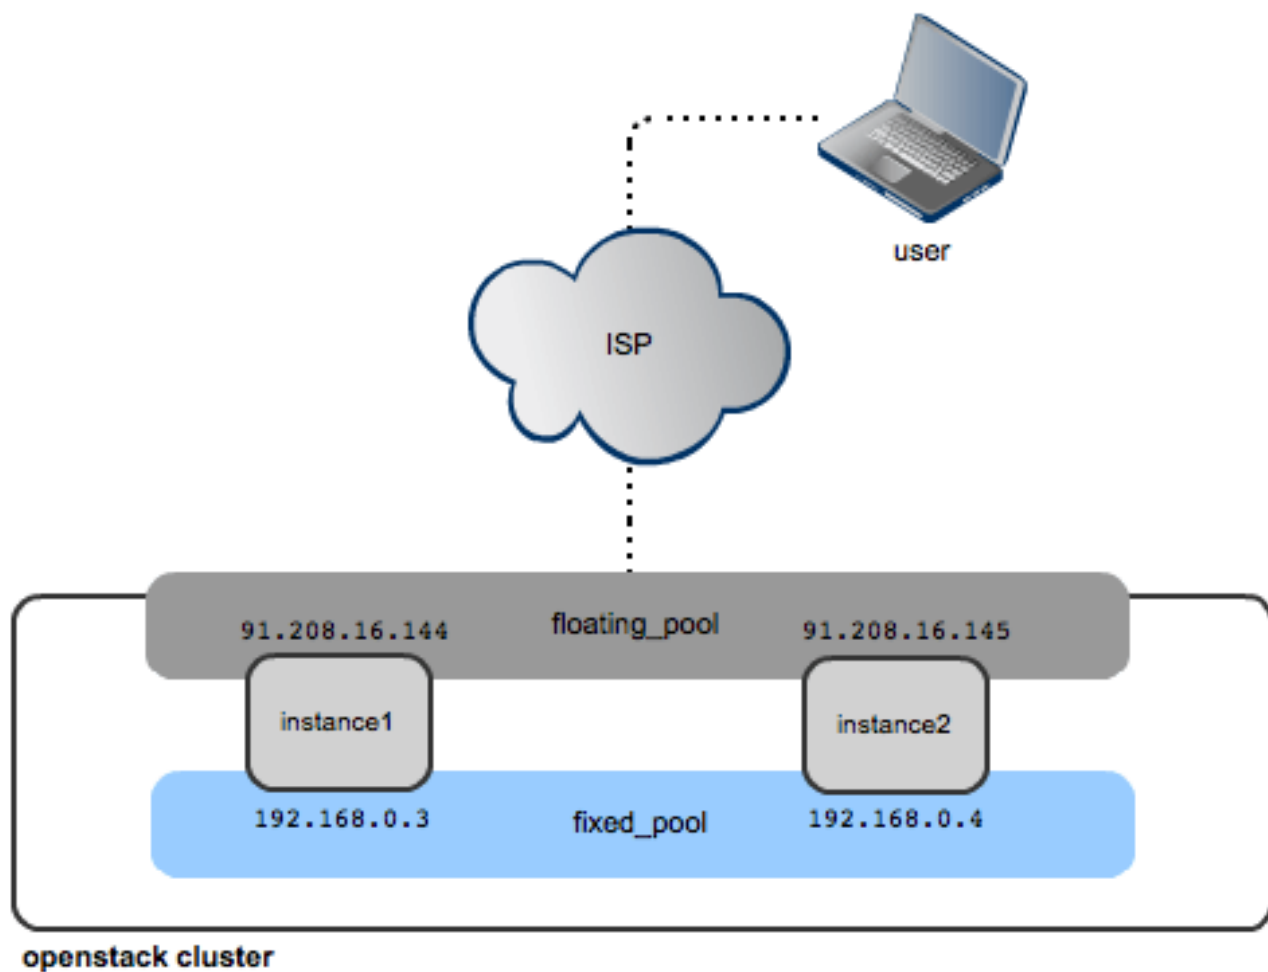 user
ISP
floating_pool
91.208.16.144
91.208.16.145
instance1
instance2
192.168.0.3
fixed_pool
192.168.0.4
openstack cluster